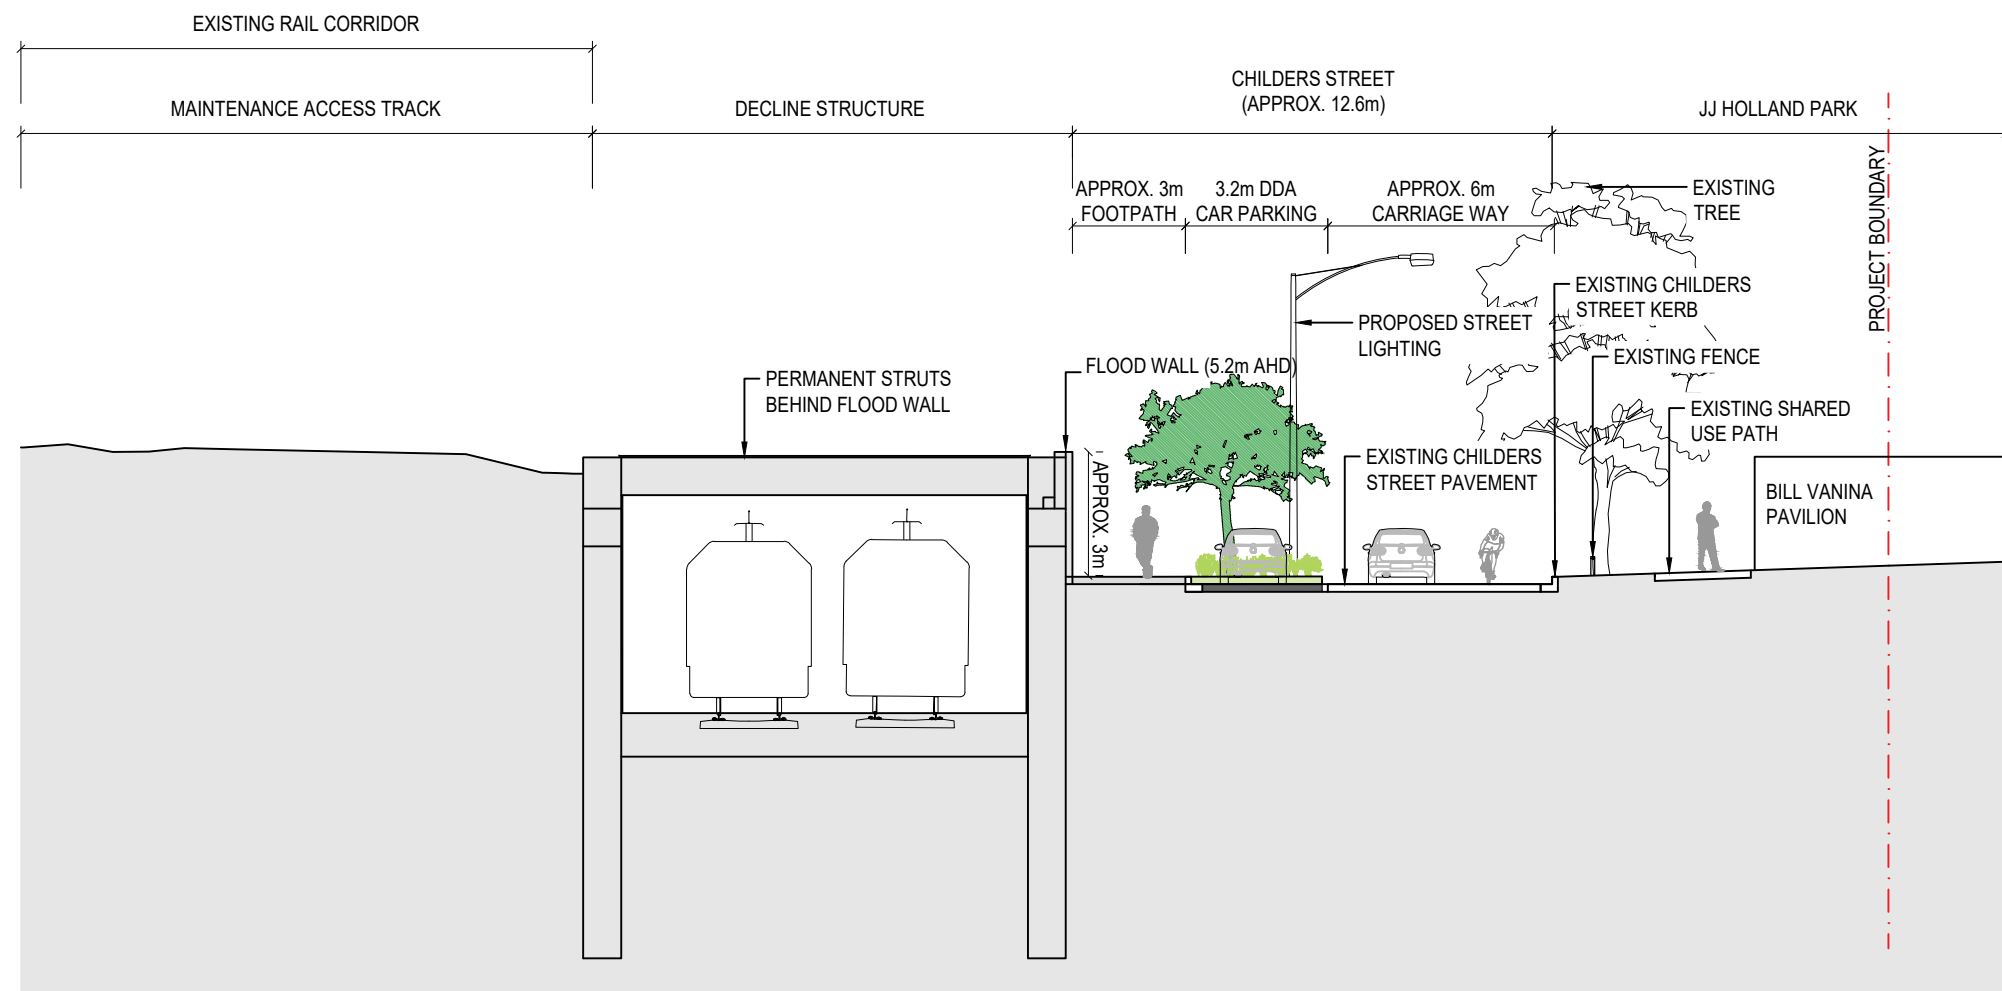 EXISTING RAIL CORRIDOR
MAINTENANCE ACCESS TRACK
DECLINE STRUCTURE
CHILDERS STREET
(APPROX. 12.6m)
JJ HOLLAND PARK
APPROX. 3m
FOOTPATH
3.2m DDA
CAR PARKING
APPROX. 6m
CARRIAGE WAY
EXISTING
TREE
PROJECT BOUNDARY
EXISTING CHILDERS
STREET KERB
PROPOSED STREET
LIGHTING
EXISTING FENCE
FLOOD WALL (5.2m AHD)
PERMANENT STRUTS
BEHIND FLOOD WALL
EXISTING SHARED
USE PATH
APPROX. 3m
EXISTING CHILDERS
STREET PAVEMENT
BILL VANINA
PAVILION